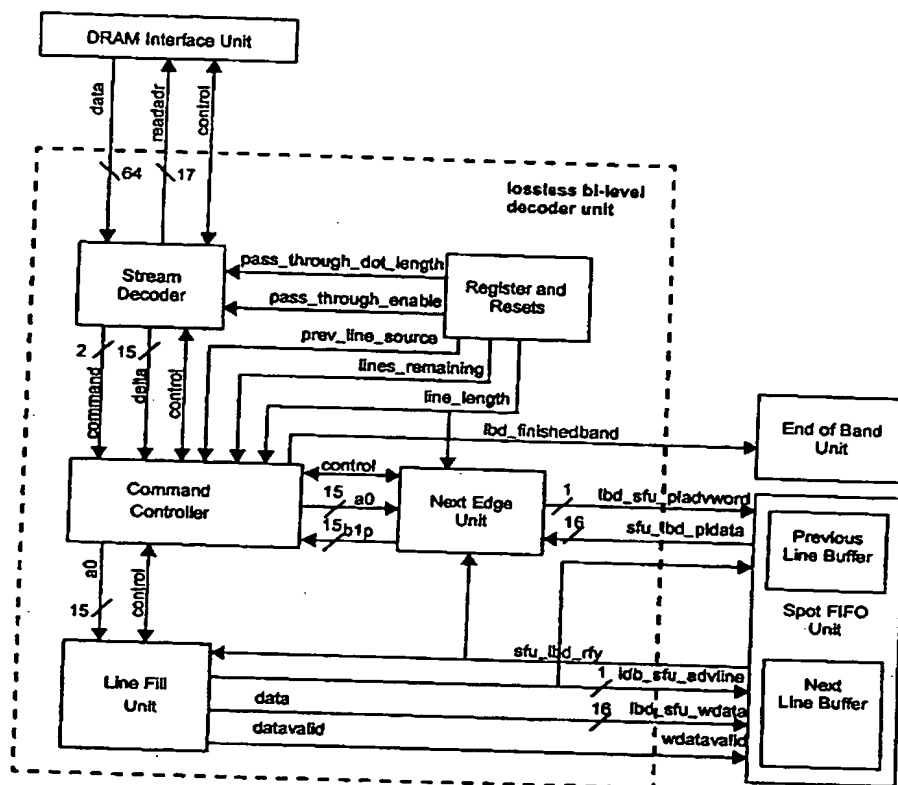 DRAM Interface Unit
data
readadr
control
64
17
lossless bi-level
decoder unit
Stream
Decoder
pass_through_dot_length
pass_through_enable
Register and
Resets
prev_line_source
lines_remaining
line_length
2
15
command
delta
control
lbd_finishedband
End of Band
Unit
Command
Controller
control
15
a0
15
b1p
Next Edge
Unit
1
lbd_sfu_pladvword
16
sfu_lbd_pldata
Previous
Line Buffer
Spot FIFO
Unit
a0
15
control
sfu_lbd_rfy
Line Fill
Unit
1
ldb_sfu_advline
data
16
lbd_sfu_wdata
datavalid
wdatavalid
Next
Line Buffer